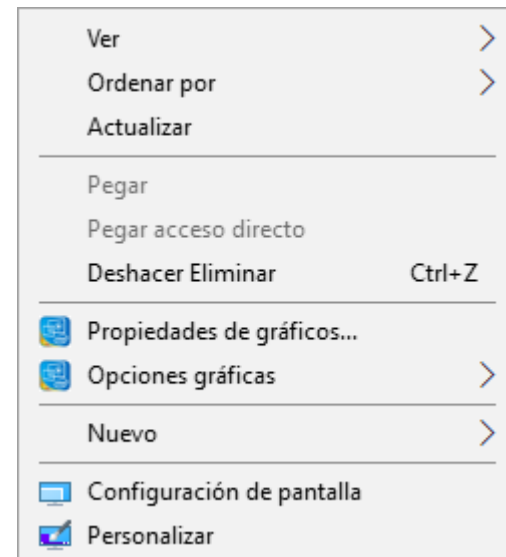 Ver
Ordenar por
Actualizar
Pegar
Pegar acceso directo
Deshacer Eliminar Ctrl+Z
Propiedades de gráficos...
Opciones gráficas
Nuevo
Configuración de pantalla
Personalizar